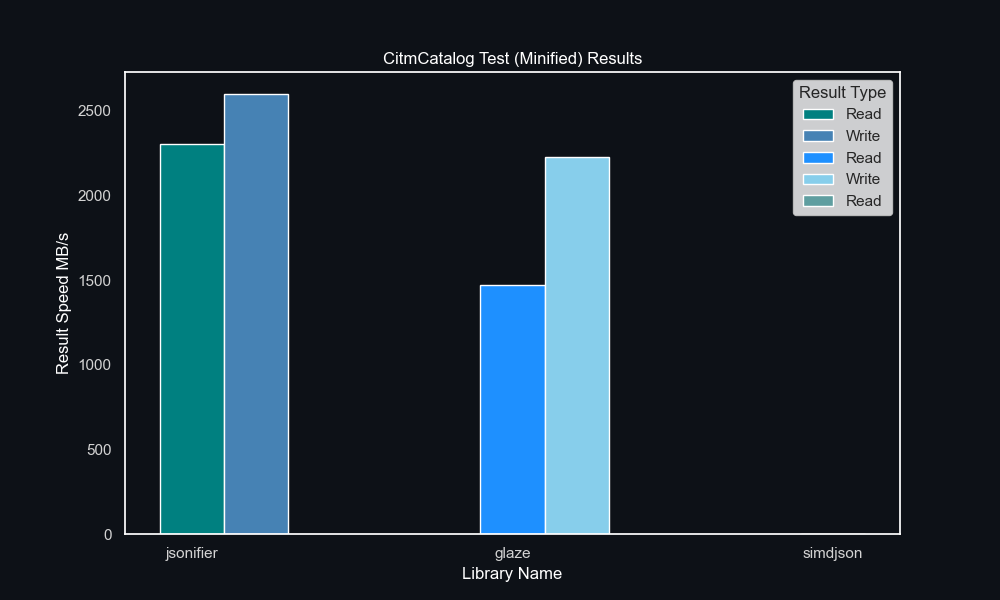 CitmCatalog Test (Minified) Results
Result Type
Read
Write
Read
Write
Read
2500
2000
1500
1000
500
0
Result Speed MB/s
jsonifier
glaze
simdjson
Library Name